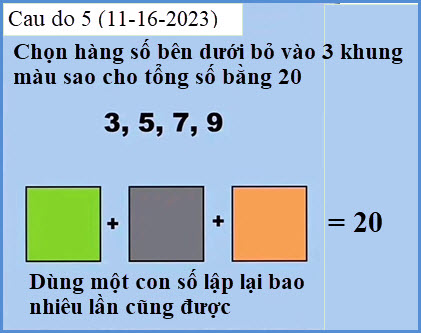 Cau do 5 (11-16-2023)
Chọn hàng số bên dưới bỏ vào 3 khung
màu sao cho tổng số bằng 20
3, 5, 7, 9
+ + = 20
Dùng một con số lập lại bao
nhiêu lần cũng được